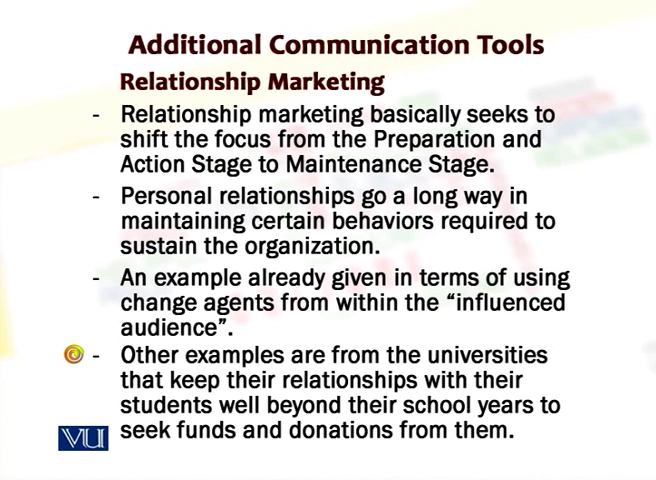 Additional Communication Tools
Relationship Marketing
- Relationship marketing basically seeks to
shift the focus from the Preparation and
Action Stage to Maintenance Stage.
- Personal relationships go a long way in
maintaining certain behaviors required to
sustain the organization.
- An example already given in terms of using
change agents from within the “influenced
audience”.
- Other examples are from the universities
that keep their relationships with their
students well beyond their school years to
seek funds and donations from them.
VU